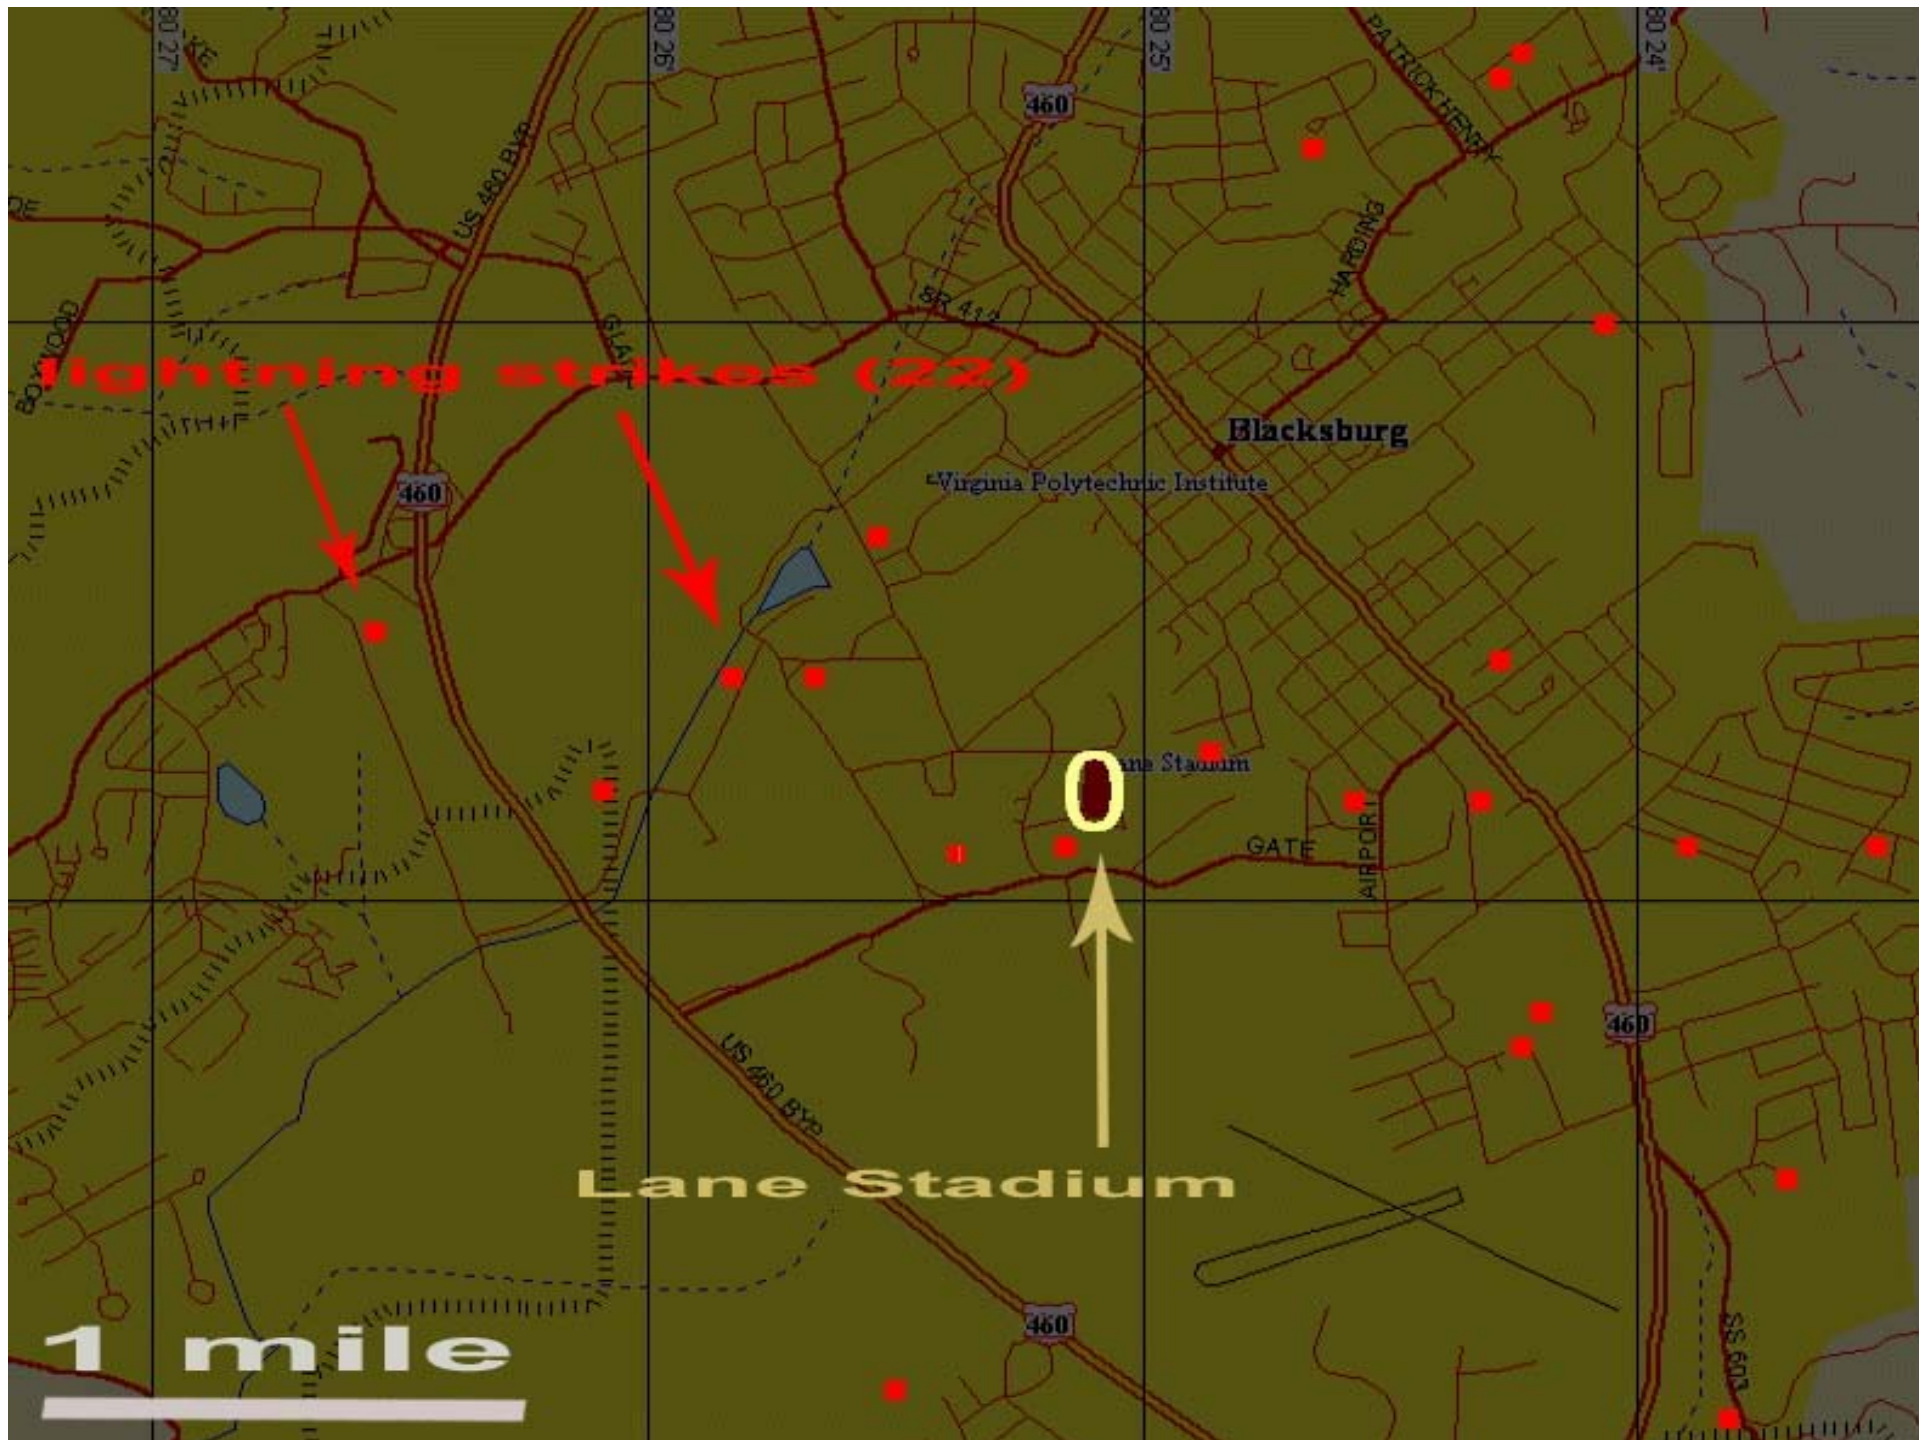 80 27'
80 26'
80 25'
80 24'
KE
PATRICK HENRY
460
US 460 BYP
HARDING
SR 412
BOXWOOD
lightning strikes (22)
Blacksburg
460
Virginia Polytechnic Institute
ane Stadium
GATE
AIRPORT
460
US 460 BYP
Lane Stadium
460
SS 603
1 mile